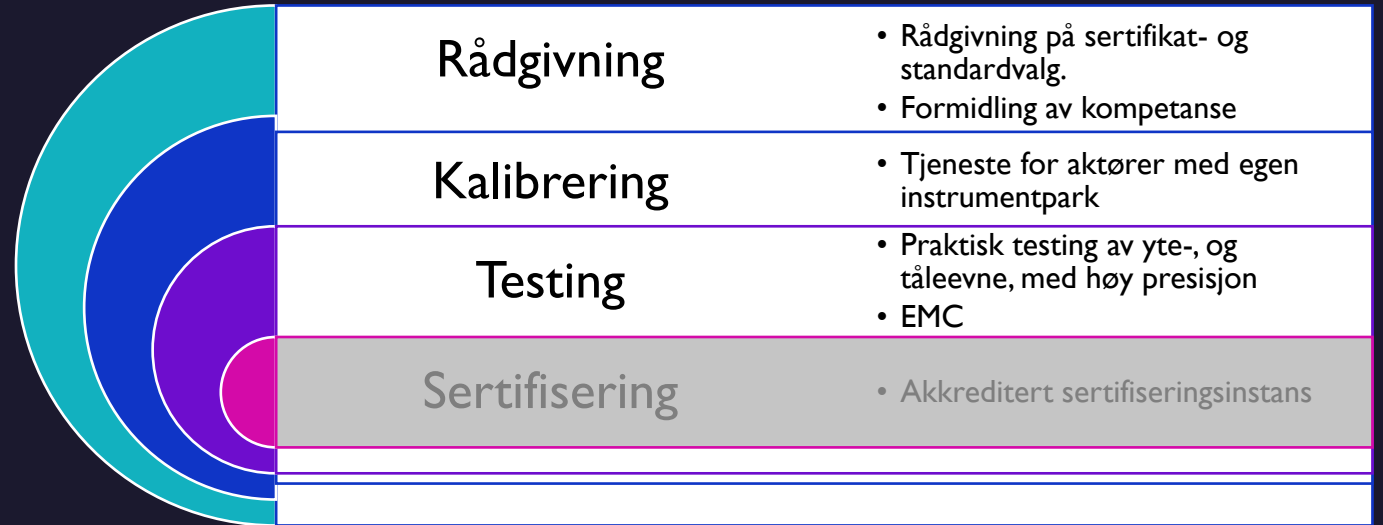 Rådgivning
• Rådgivning på sertifikat- og
standardvalg.
• Formidling av kompetanse
Kalibrering
• Tjeneste for aktører med egen
instrumentpark
Testing
• Praktisk testing av yte-, og
tåleevne, med høy presisjon
• EMC
Sertifisering
• Akkreditert sertifiseringsinstans